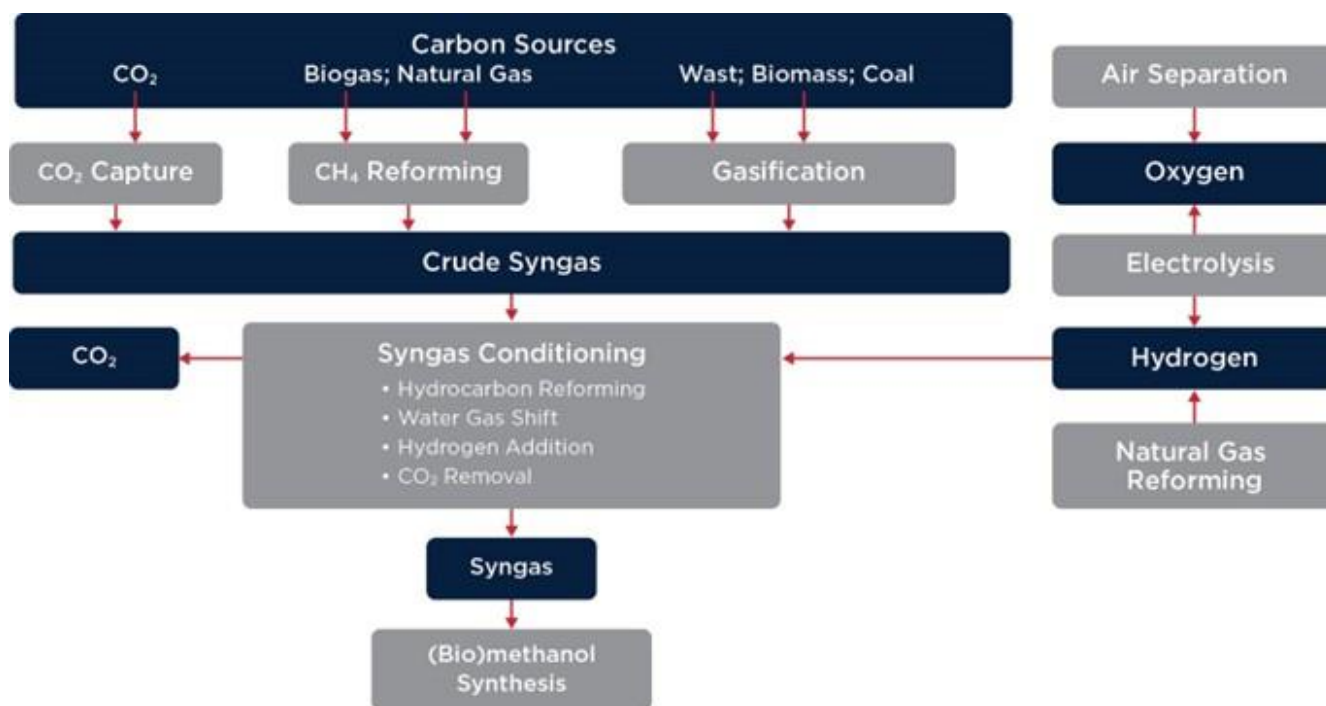 Carbon Sources
CO₂
Biogas; Natural Gas
Wast; Biomass; Coal
Air Separation
CO₂ Capture
CH₄ Reforming
Gasification
Oxygen
Crude Syngas
Electrolysis
CO₂
Syngas Conditioning
• Hydrocarbon Reforming
• Water Gas Shift
• Hydrogen Addition
• CO₂ Removal
Hydrogen
Natural Gas
Reforming
Syngas
(Bio)methanol
Synthesis